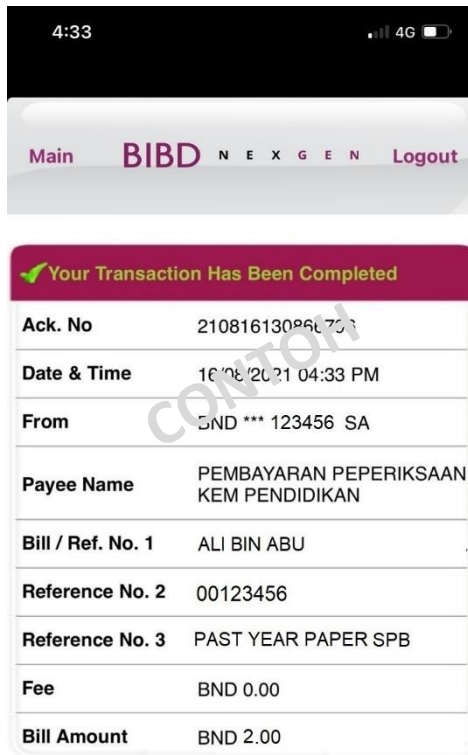 4:33 4G
Main BIBD NEXGEN Logout
Your Transaction Has Been Completed
Ack. No
Date & Time 16/08/2021 04:33 PM
From BND *** 123456 SA
Payee Name PEMBAYARAN PEPERIKSAAN
KEM PENDIDIKAN
Bill / Ref. No. 1 ALI BIN ABU
Reference No. 2 00123456
Reference No. 3 PAST YEAR PAPER SPB
Fee BND 0.00
Bill Amount BND 2.00
CONTOH